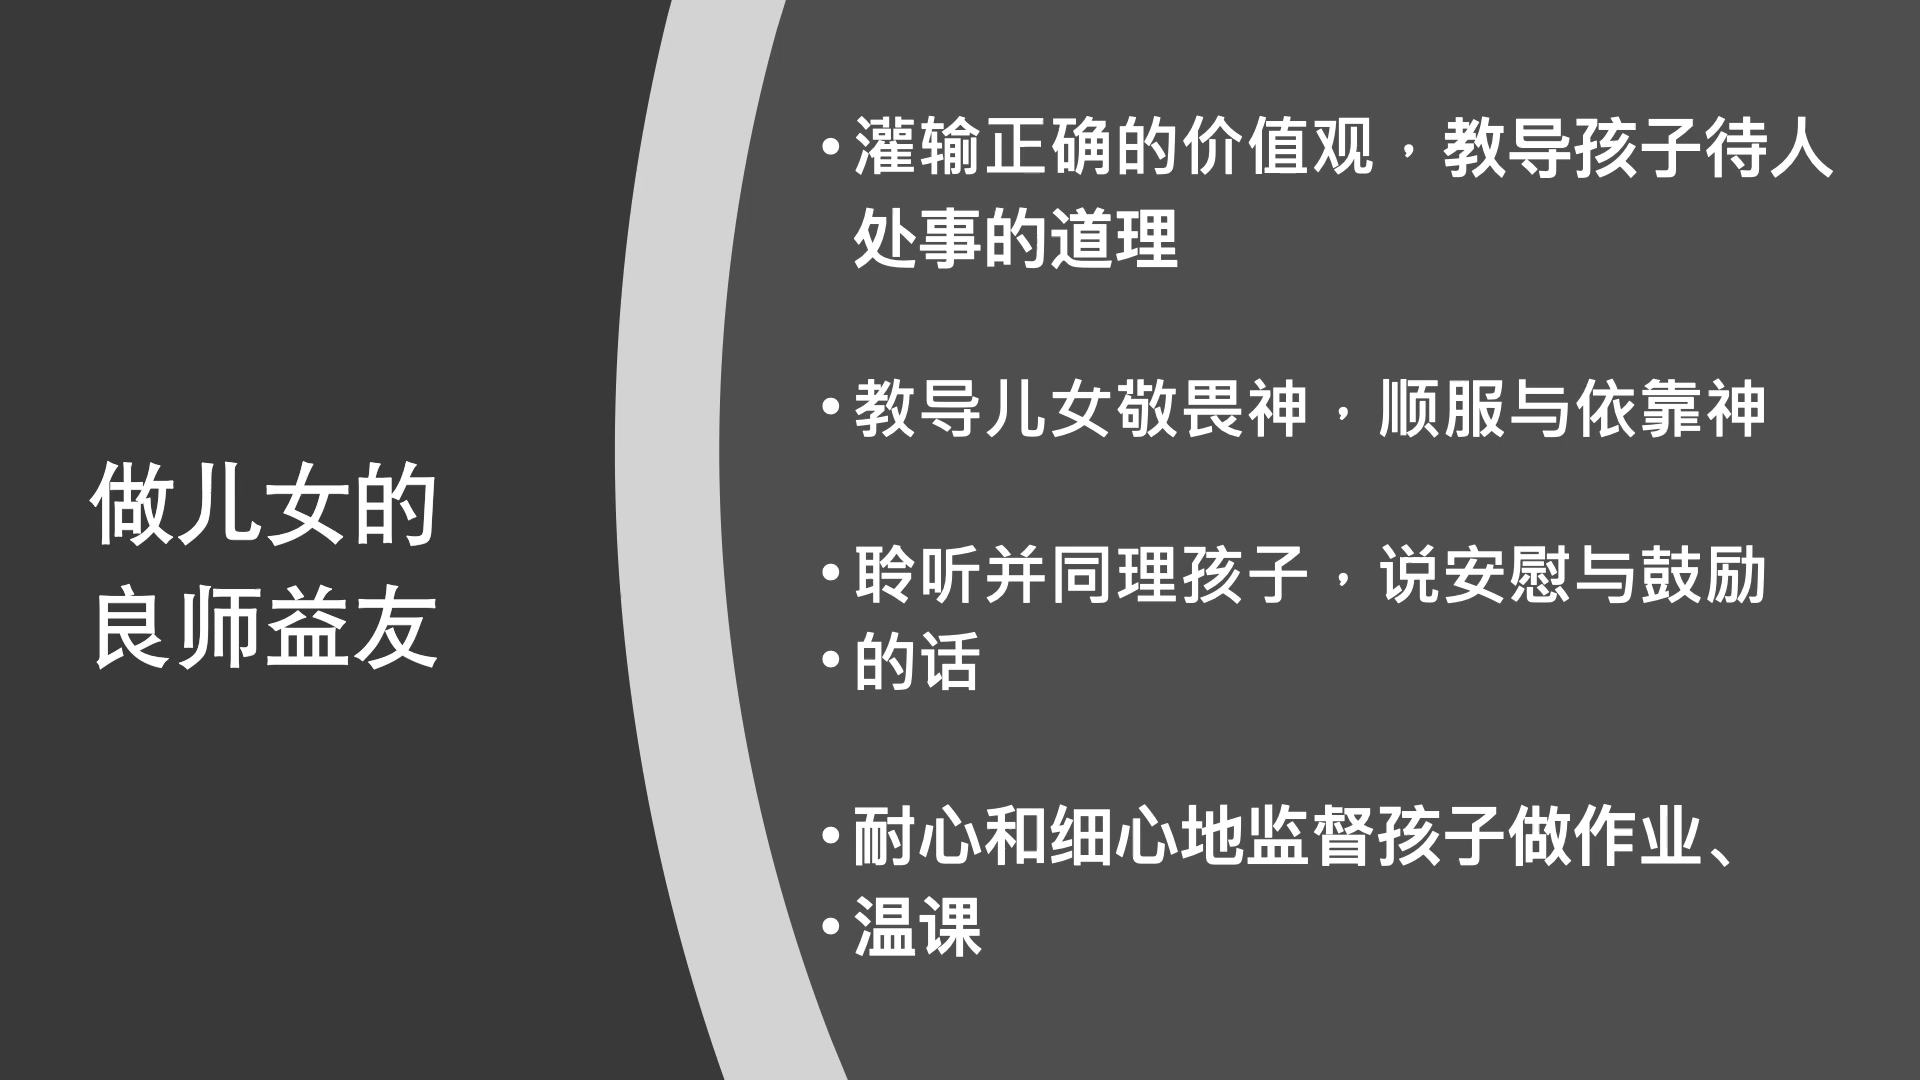 做儿女的
良师益友
•灌输正确的价值观，教导孩子待人
处事的道理
•教导儿女敬畏神，顺服与依靠神
•聆听并同理孩子，说安慰与鼓励
•的话
•耐心和细心地监督孩子做作业、
•温课